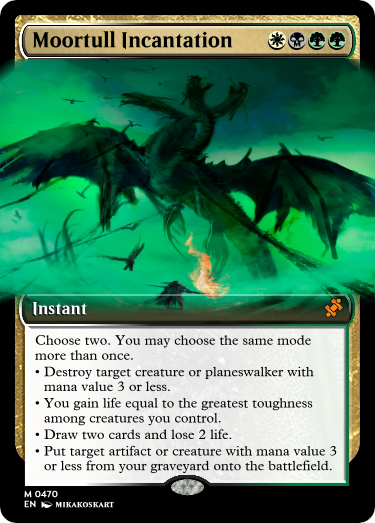 Moortull Incantation
Instant
Choose two. You may choose the same mode
more than once.
• Destroy target creature or planeswalker with
mana value 3 or less.
• You gain life equal to the greatest toughness
among creatures you control.
• Draw two cards and lose 2 life.
• Put target artifact or creature with mana value 3
or less from your graveyard onto the battlefield.
M 0470
EN MIKAKOSKART